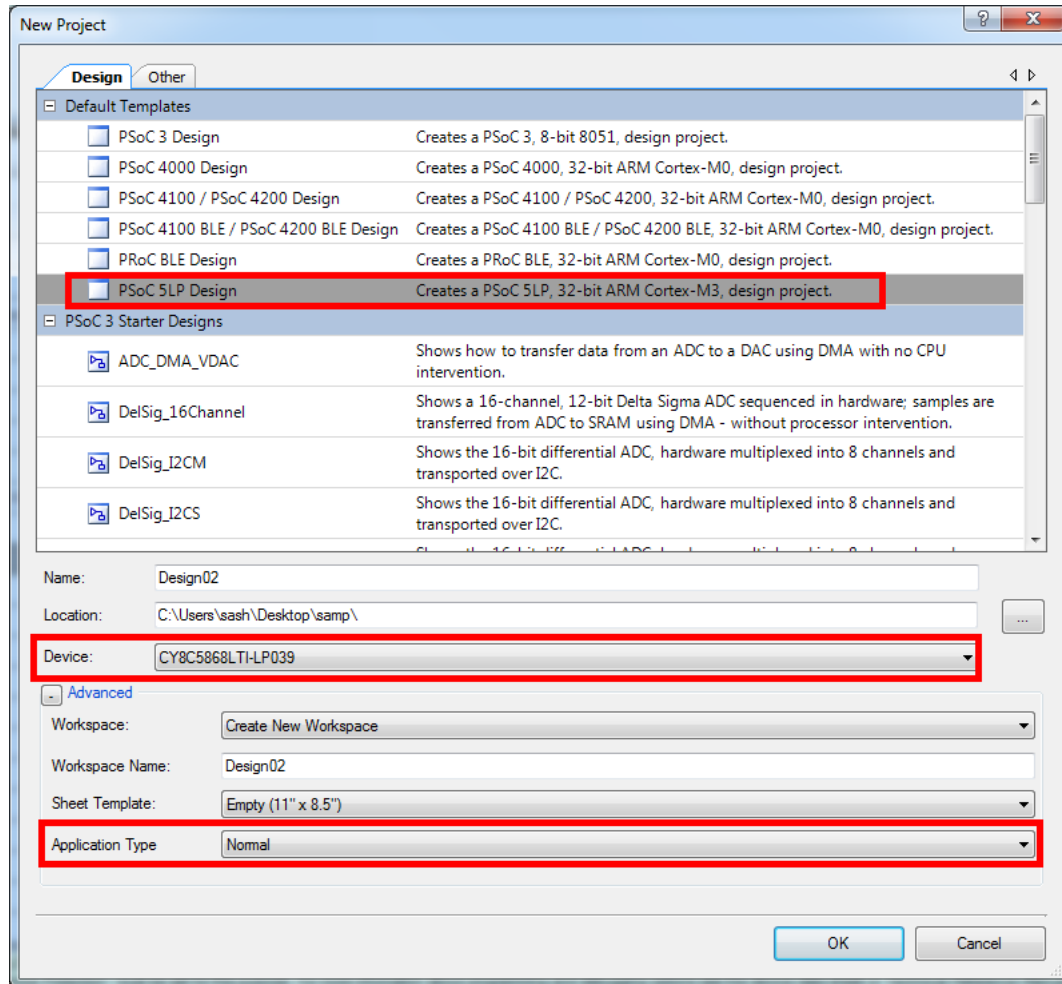 New Project
Design Other
Default Templates
PSoC 3 Design Creates a PSoC 3, 8-bit 8051, design project.
PSoC 4000 Design Creates a PSoC 4000, 32-bit ARM Cortex-M0, design project.
PSoC 4100 / PSoC 4200 Design Creates a PSoC 4100 / PSoC 4200, 32-bit ARM Cortex-M0, design project.
PSoC 4100 BLE / PSoC 4200 BLE Design Creates a PSoC 4100 BLE / PSoC 4200 BLE, 32-bit ARM Cortex-M0, design project.
PRoC BLE Design Creates a PRoC BLE, 32-bit ARM Cortex-M0, design project.
PSoC 5LP Design Creates a PSoC 5LP, 32-bit ARM Cortex-M3, design project.
PSoC 3 Starter Designs
ADC_DMA_VDAC Shows how to transfer data from an ADC to a DAC using DMA with no CPU
intervention.
DelSig_16Channel Shows a 16-channel, 12-bit Delta Sigma ADC sequenced in hardware; samples are
transferred from ADC to SRAM using DMA - without processor intervention.
DelSig_I2CM Shows the 16-bit differential ADC, hardware multiplexed into 8 channels and
transported over I2C.
DelSig_I2CS Shows the 16-bit differential ADC, hardware multiplexed into 8 channels and
transported over I2C.
Name: Design02
Location: C:\Users\sash\Desktop\samp\ ...
Device: CY8C5868LTI-LP039
Advanced
Workspace: Create New Workspace
Workspace Name: Design02
Sheet Template: Empty (11" x 8.5")
Application Type Normal
OK Cancel